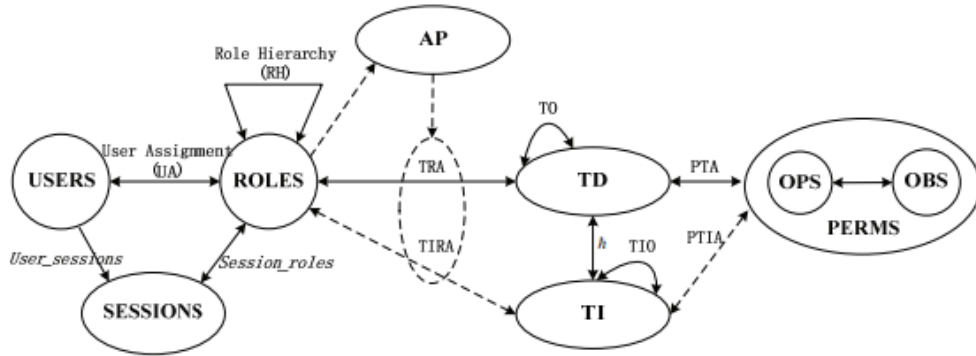 AP
Role Hierarchy
(RH)
TO
User Assignment
(UA)
USERS
ROLES
TRA
TD
PTA
OPS
OBS
PERMS
User_sessions
Session_roles
TIRA
h
TIO
PTIA
SESSIONS
TI